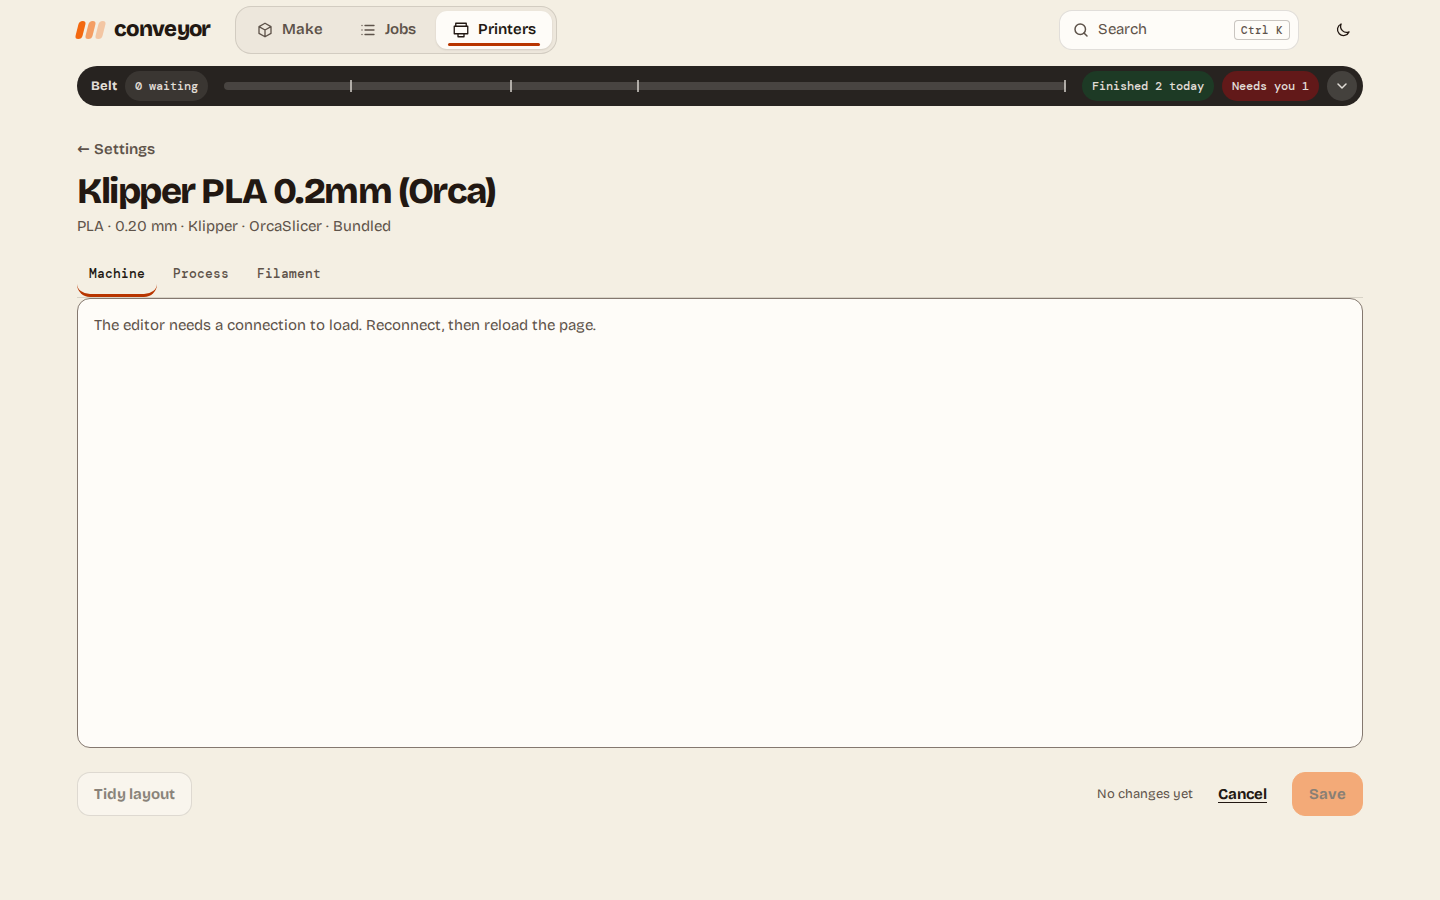 conveyor
Make
Jobs
Printers
Search
Ctrl K
Belt
0 waiting
Finished 2 today
Needs you 1
← Settings
Klipper PLA 0.2mm (Orca)
PLA · 0.20 mm · Klipper · OrcaSlicer · Bundled
Machine
Process
Filament
The editor needs a connection to load. Reconnect, then reload the page.
Tidy layout
No changes yet
Cancel
Save